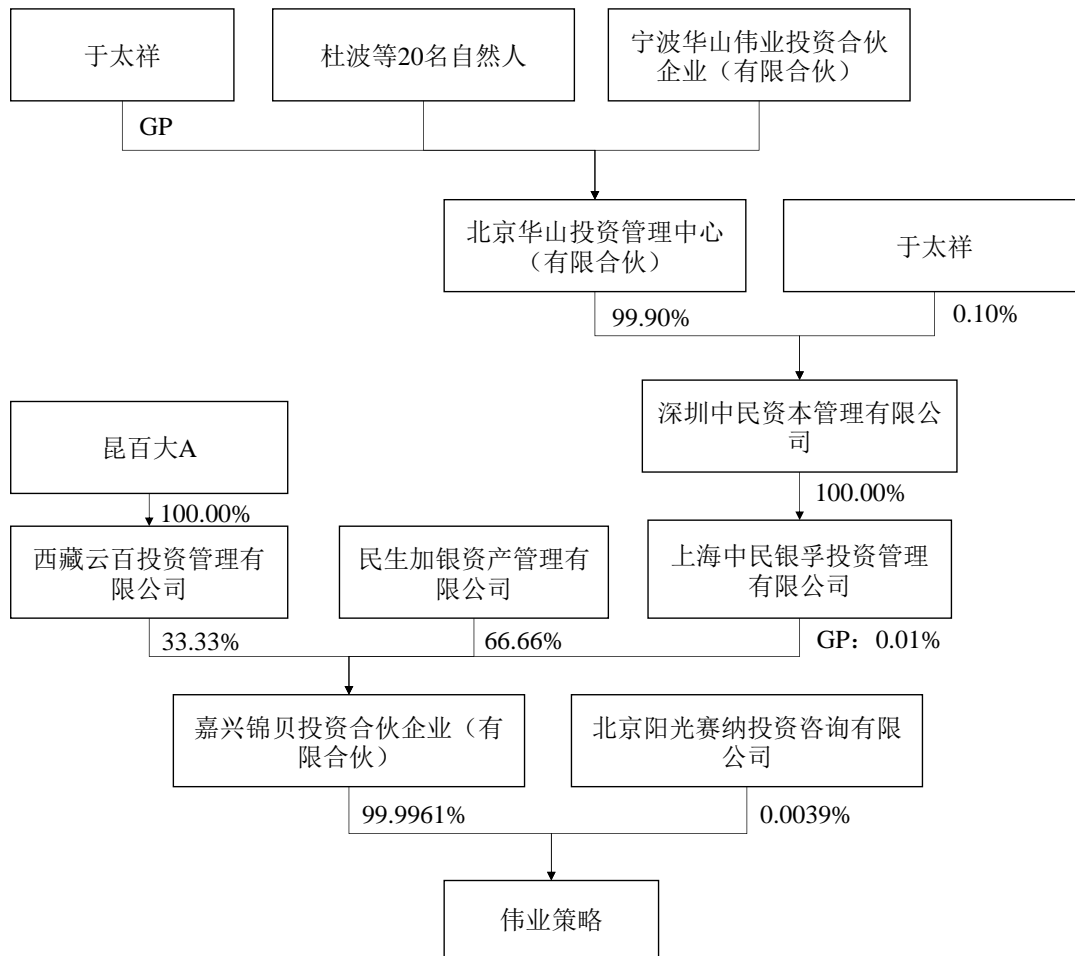 于太祥
杜波等20名自然人
宁波华山伟业投资合伙
企业（有限合伙）
GP
北京华山投资管理中心
（有限合伙）
于太祥
99.90%
0.10%
深圳中民资本管理有限公
司
昆百大A
100.00%
100.00%
西藏云百投资管理有
限公司
民生加银资产管理有
限公司
上海中民银孚投资管理
有限公司
33.33%
66.66%
GP：0.01%
嘉兴锦贝投资合伙企业（有
限合伙）
北京阳光赛纳投资咨询有限
公司
99.9961%
0.0039%
伟业策略